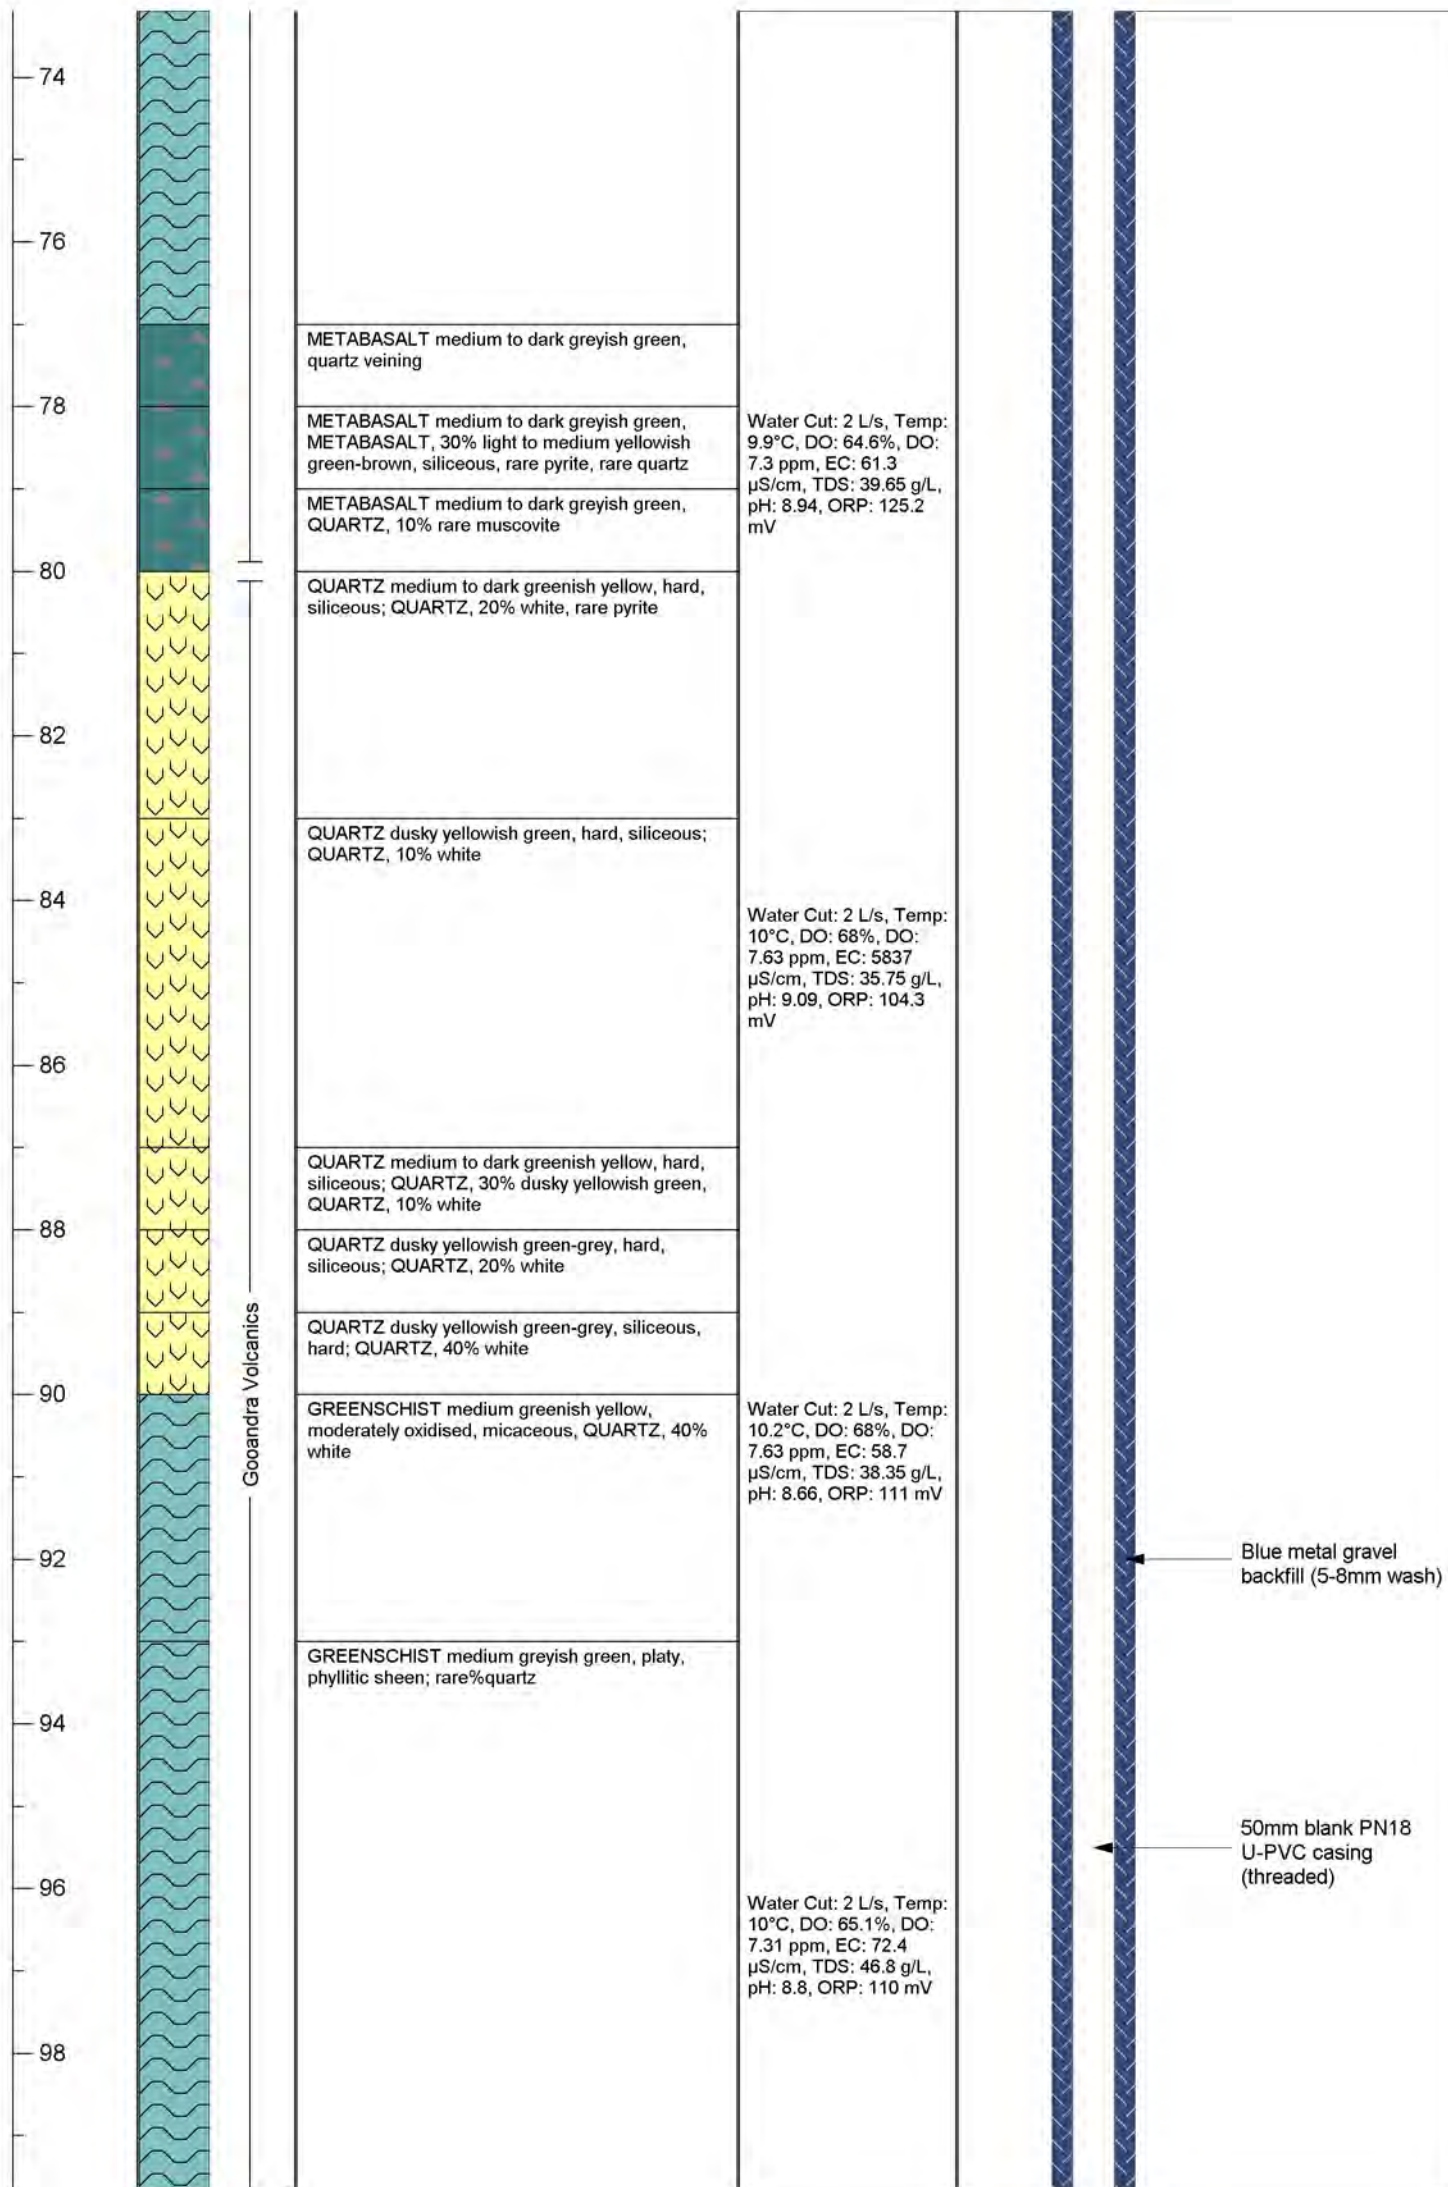 74
76
METABASALT medium to dark greyish green,
quartz veining
78
METABASALT medium to dark greyish green,
METABASALT, 30% light to medium yellowish
green-brown, siliceous, rare pyrite, rare quartz
Water Cut: 2 L/s, Temp:
9.9°C, DO: 64.6%, DO:
7.3 ppm, EC: 61.3
µS/cm, TDS: 39.65 g/L,
pH: 8.94, ORP: 125.2
mV
METABASALT medium to dark greyish green,
QUARTZ, 10% rare muscovite
80
QUARTZ medium to dark greenish yellow, hard,
siliceous; QUARTZ, 20% white, rare pyrite
82
QUARTZ dusky yellowish green, hard, siliceous;
QUARTZ, 10% white
84
Water Cut: 2 L/s, Temp:
10°C, DO: 68%, DO:
7.63 ppm, EC: 5837
µS/cm, TDS: 35.75 g/L,
pH: 9.09, ORP: 104.3
mV
86
QUARTZ medium to dark greenish yellow, hard,
siliceous; QUARTZ, 30% dusky yellowish green,
QUARTZ, 10% white
88
QUARTZ dusky yellowish green-grey, hard,
siliceous; QUARTZ, 20% white
QUARTZ dusky yellowish green-grey, siliceous,
hard; QUARTZ, 40% white
Gooandra Volcanics
90
GREENSCHIST medium greenish yellow,
moderately oxidised, micaceous, QUARTZ, 40%
white
Water Cut: 2 L/s, Temp:
10.2°C, DO: 68%, DO:
7.63 ppm, EC: 58.7
µS/cm, TDS: 38.35 g/L,
pH: 8.66, ORP: 111 mV
92
Blue metal gravel
backfill (5-8mm wash)
GREENSCHIST medium greyish green, platy,
phyllitic sheen; rare%quartz
94
50mm blank PN18
U-PVC casing
(threaded)
96
Water Cut: 2 L/s, Temp:
10°C, DO: 65.1%, DO:
7.31 ppm, EC: 72.4
µS/cm, TDS: 46.8 g/L,
pH: 8.8, ORP: 110 mV
98